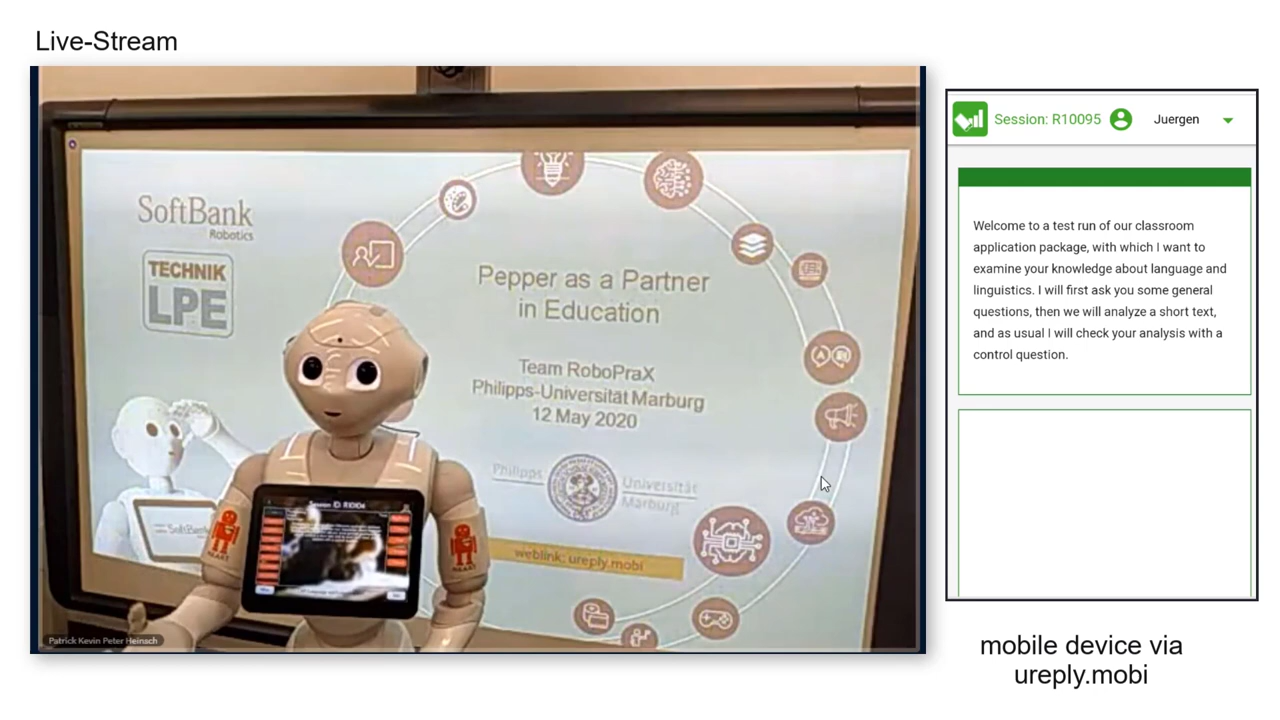 Live-Stream
SoftBank
Robotics
TECHNIK
LPE
Pepper as a Partner
in Education
Team RoboPraX
Philipps-Universität Marburg
12 May 2020
Philipps Universität
Marburg
weblink: ureply.mobi
SoftBank
Patrick Kevin Peter Heinsch
Session: R10095
Juergen
Welcome to a test run of our classroom
application package, with which I want to
examine your knowledge about language and
linguistics. I will first ask you some general
questions, then we will analyze a short text,
and as usual I will check your analysis with a
control question.
mobile device via
ureply.mobi